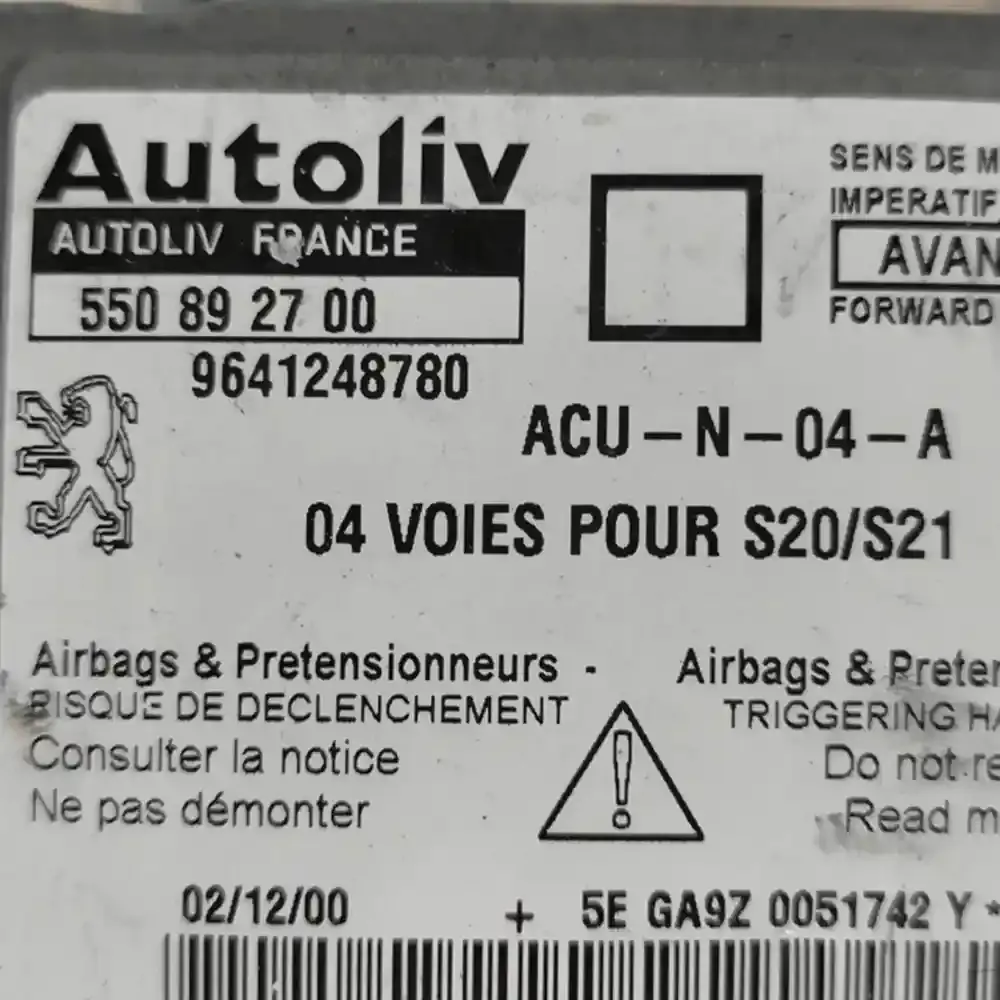 Autoliv
AUTOLIV FRANCE
550 89 27 00
9641248780
SENS DE M
IMPERATIF
AVAN
FORWARD
ACU-N-04-A
04 VOIES POUR S20/S21
Airbags & Pretensionneurs -
RISQUE DE DECLENCHEMENT
Consulter la notice
Ne pas démonter
Airbags & Preten
TRIGGERING HA
Do not re
Read m
02/12/00 + 5E GA9Z 0051742 Y *